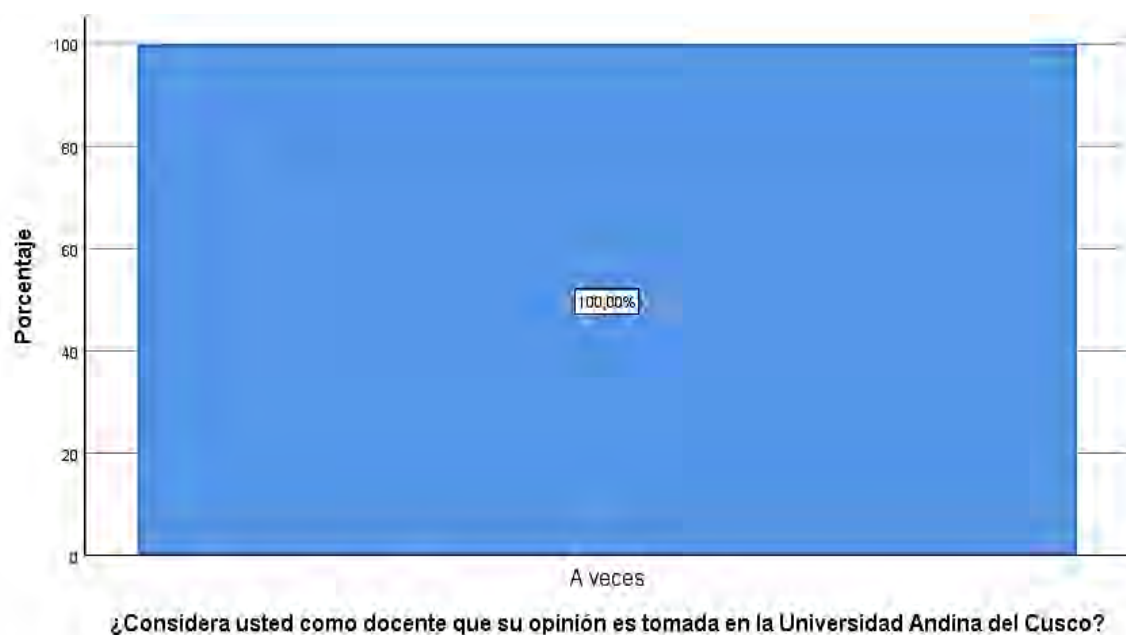 100
80
60
40
20
0
Porcentaje
100,00%
A veces
¿Considera usted como docente que su opinión es tomada en la Universidad Andina del Cusco?